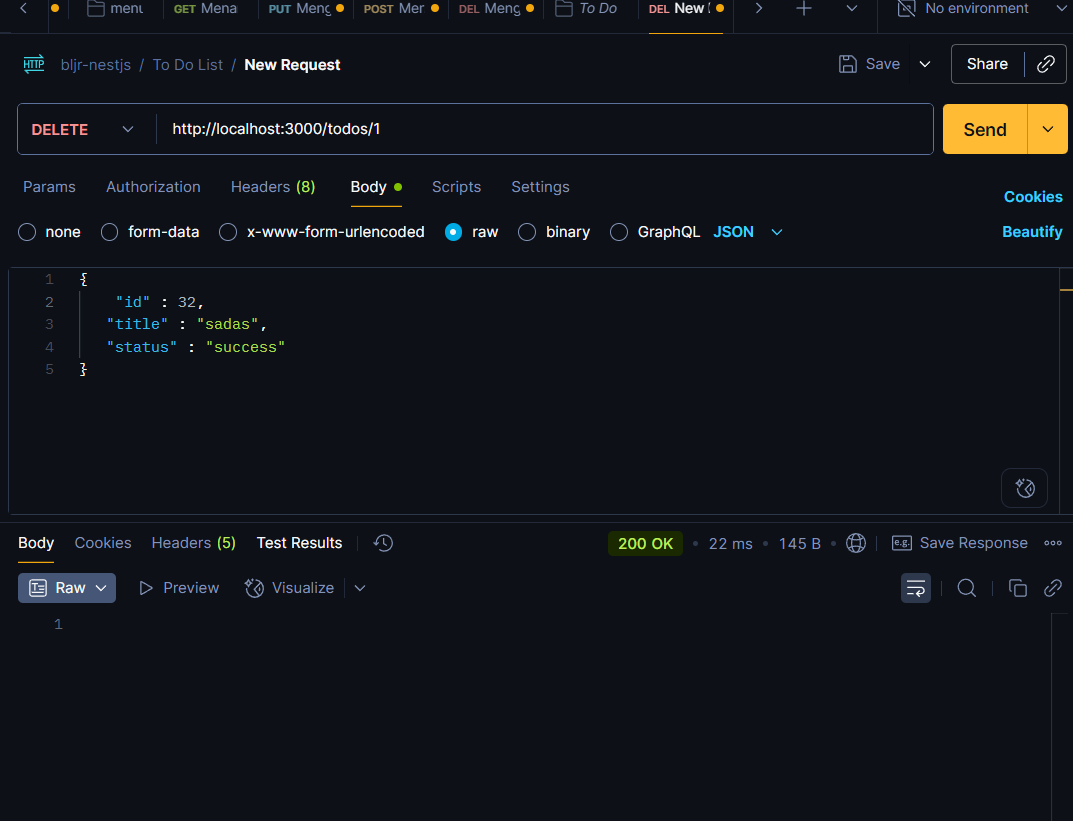 menu GET Mena PUT Meng POST Mer DEL Meng To Do DEL New No environment
HTTP bljr-nestjs / To Do List / New Request Save Share
DELETE http://localhost:3000/todos/1 Send
Params Authorization Headers (8) Body Scripts Settings Cookies
none form-data x-www-form-urlencoded raw binary GraphQL JSON Beautify
1 {
2 "id" : 32,
3 "title" : "sadas",
4 "status" : "success"
5 }
Body Cookies Headers (5) Test Results 200 OK • 22 ms • 145 B • e.g. Save Response
Raw Preview Visualize
1